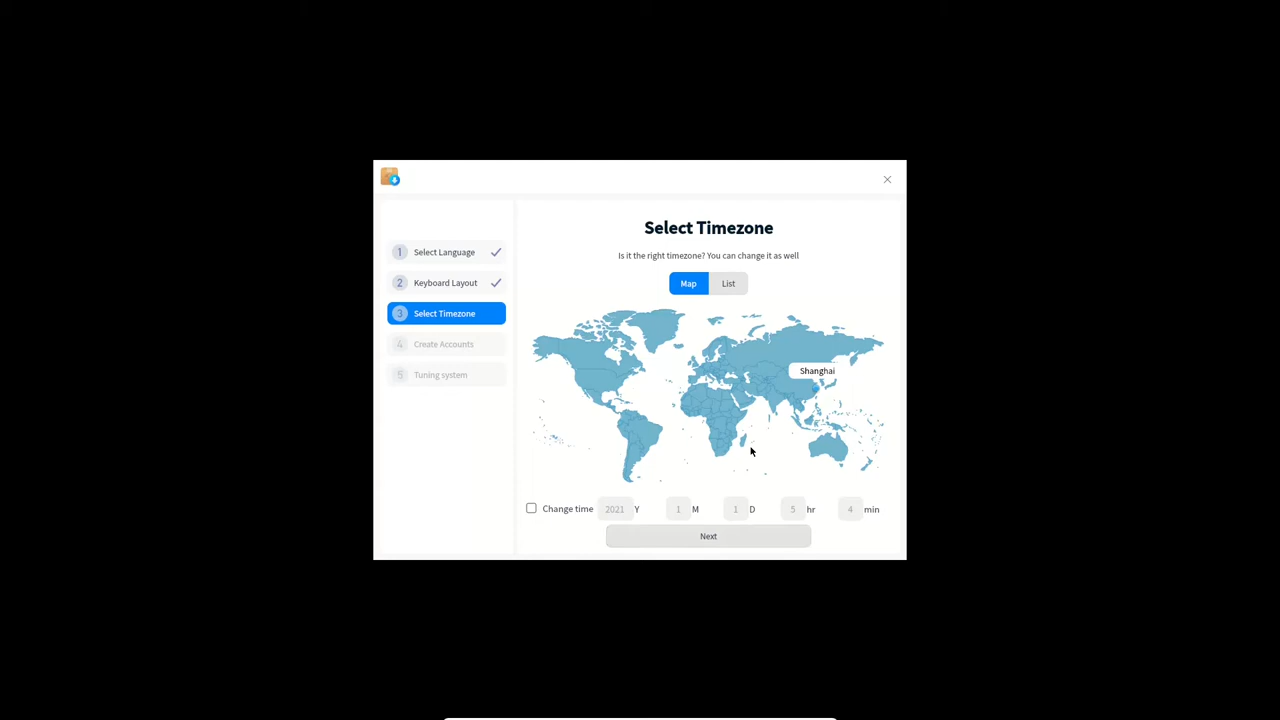 1 Select Language
2 Keyboard Layout
3 Select Timezone
4 Create Accounts
5 Tuning system
Select Timezone
Is it the right timezone? You can change it as well
Map List
Shanghai
Change time 2021 Y 1 M 1 D 5 hr 4 min
Next